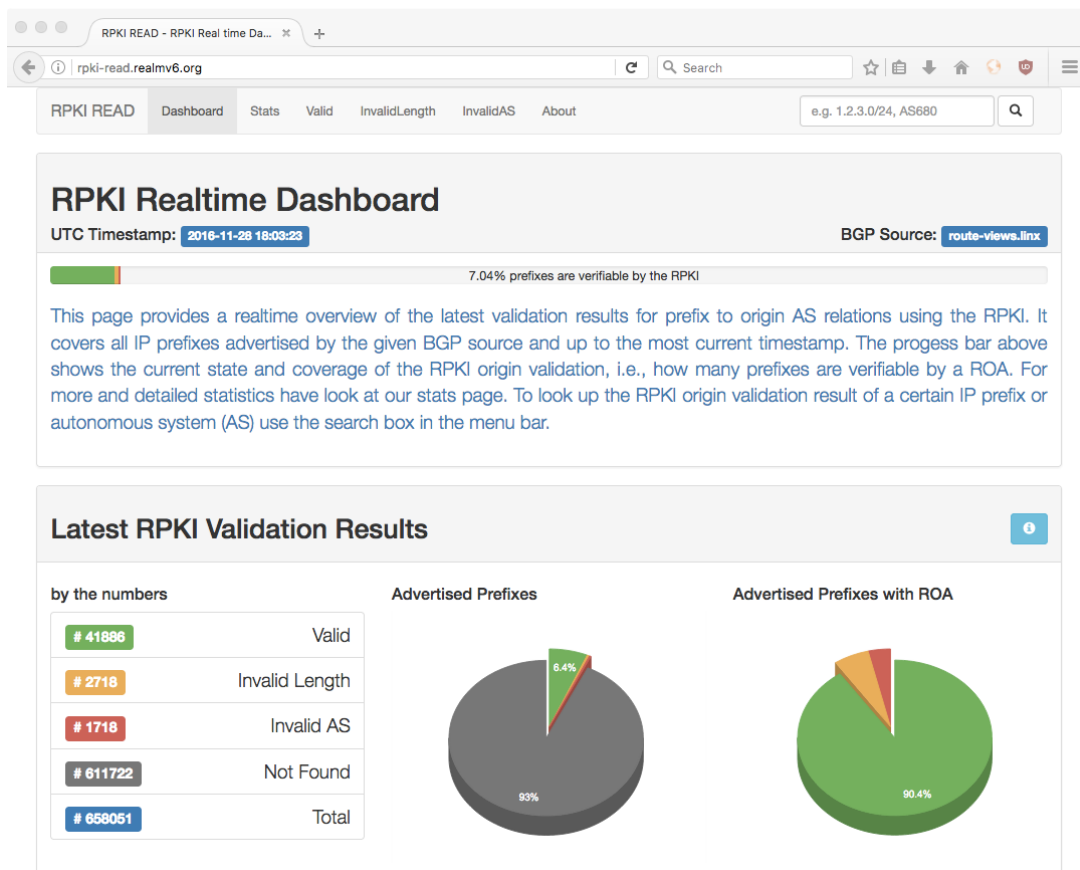 RPKI READ - RPKI Real time Da...
rpki-read.realmv6.org
Search
RPKI READ Dashboard Stats Valid InvalidLength InvalidAS About e.g. 1.2.3.0/24, AS680
RPKI Realtime Dashboard
UTC Timestamp: 2016-11-28 18:03:23 BGP Source: route-views.linx
7.04% prefixes are verifiable by the RPKI
This page provides a realtime overview of the latest validation results for prefix to origin AS relations using the RPKI. It
covers all IP prefixes advertised by the given BGP source and up to the most current timestamp. The progess bar above
shows the current state and coverage of the RPKI origin validation, i.e., how many prefixes are verifiable by a ROA. For
more and detailed statistics have look at our stats page. To look up the RPKI origin validation result of a certain IP prefix or
autonomous system (AS) use the search box in the menu bar.
Latest RPKI Validation Results
by the numbers
# 41886 Valid
# 2718 Invalid Length
# 1718 Invalid AS
# 611722 Not Found
# 658051 Total
Advertised Prefixes
6.4%
93%
Advertised Prefixes with ROA
90.4%